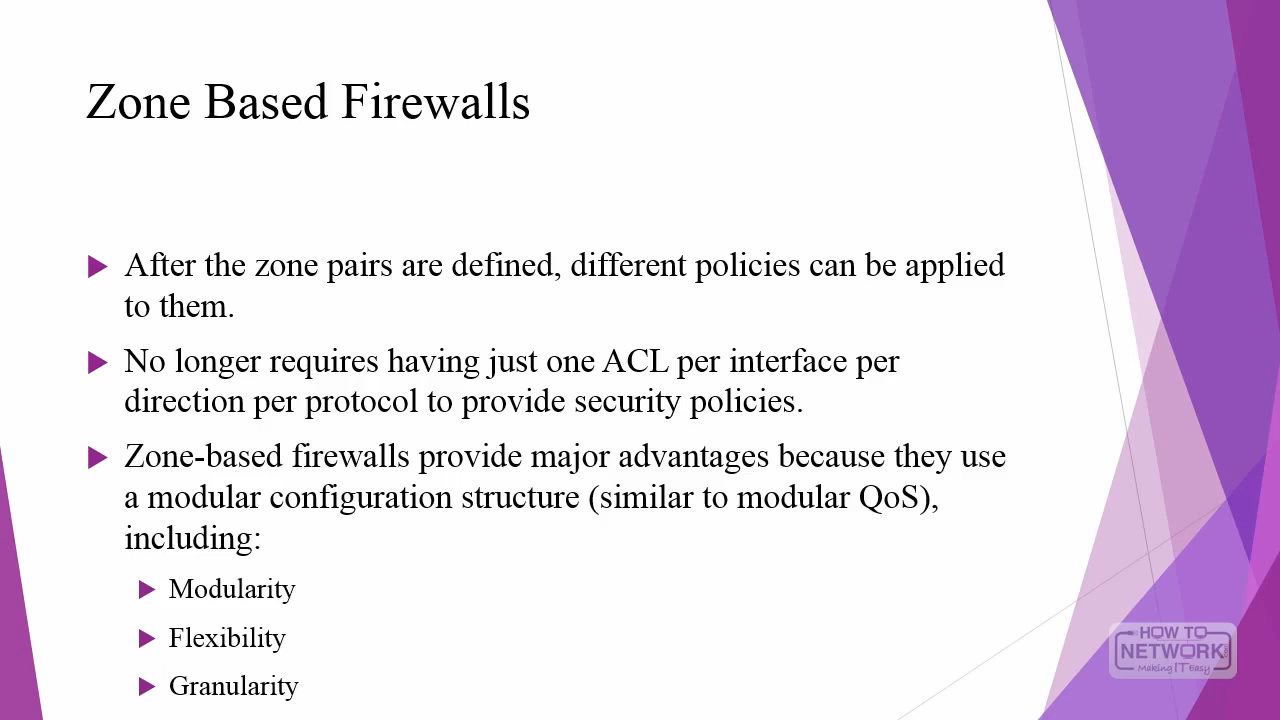 Zone Based Firewalls
After the zone pairs are defined, different policies can be applied
to them.
No longer requires having just one ACL per interface per
direction per protocol to provide security policies.
Zone-based firewalls provide major advantages because they use
a modular configuration structure (similar to modular QoS),
including:
Modularity
Flexibility
Granularity
HOW TO
NETWORK
Making IT Easy